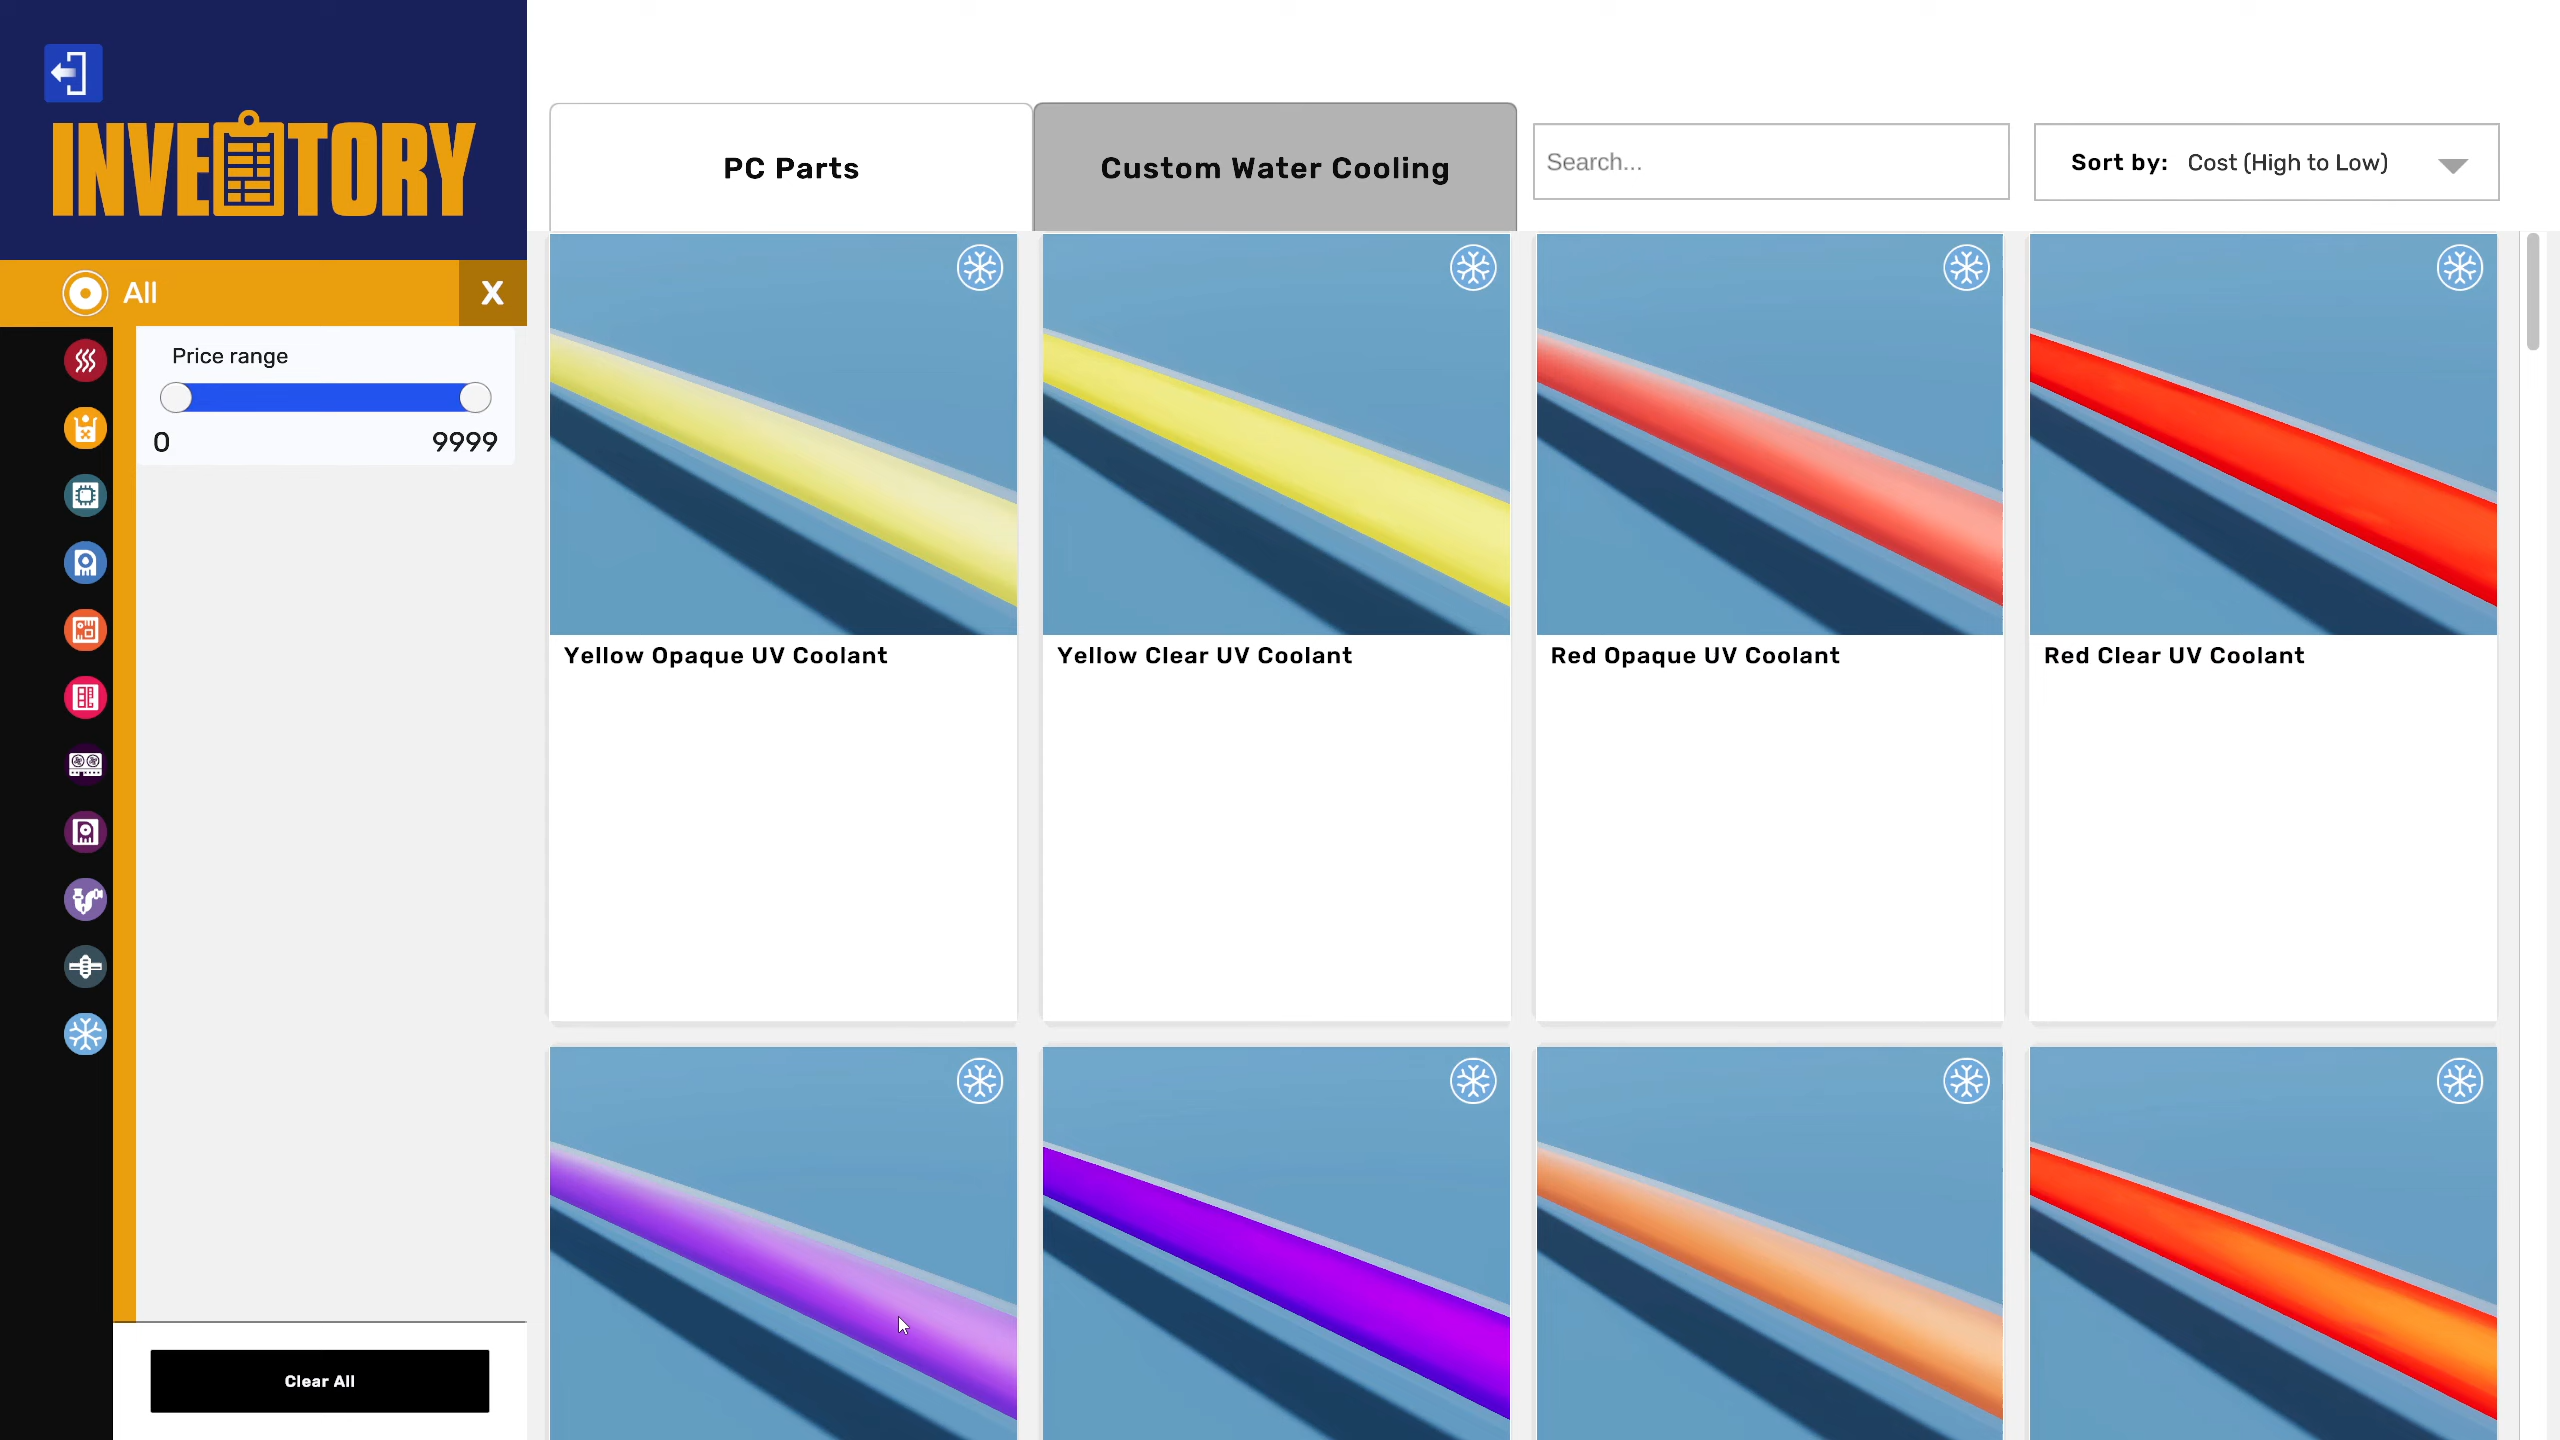 INVENTORY
All
X
Price range
0
9999
Clear All
PC Parts
Custom Water Cooling
Search...
Sort by: Cost (High to Low)
Yellow Opaque UV Coolant
Yellow Clear UV Coolant
Red Opaque UV Coolant
Red Clear UV Coolant